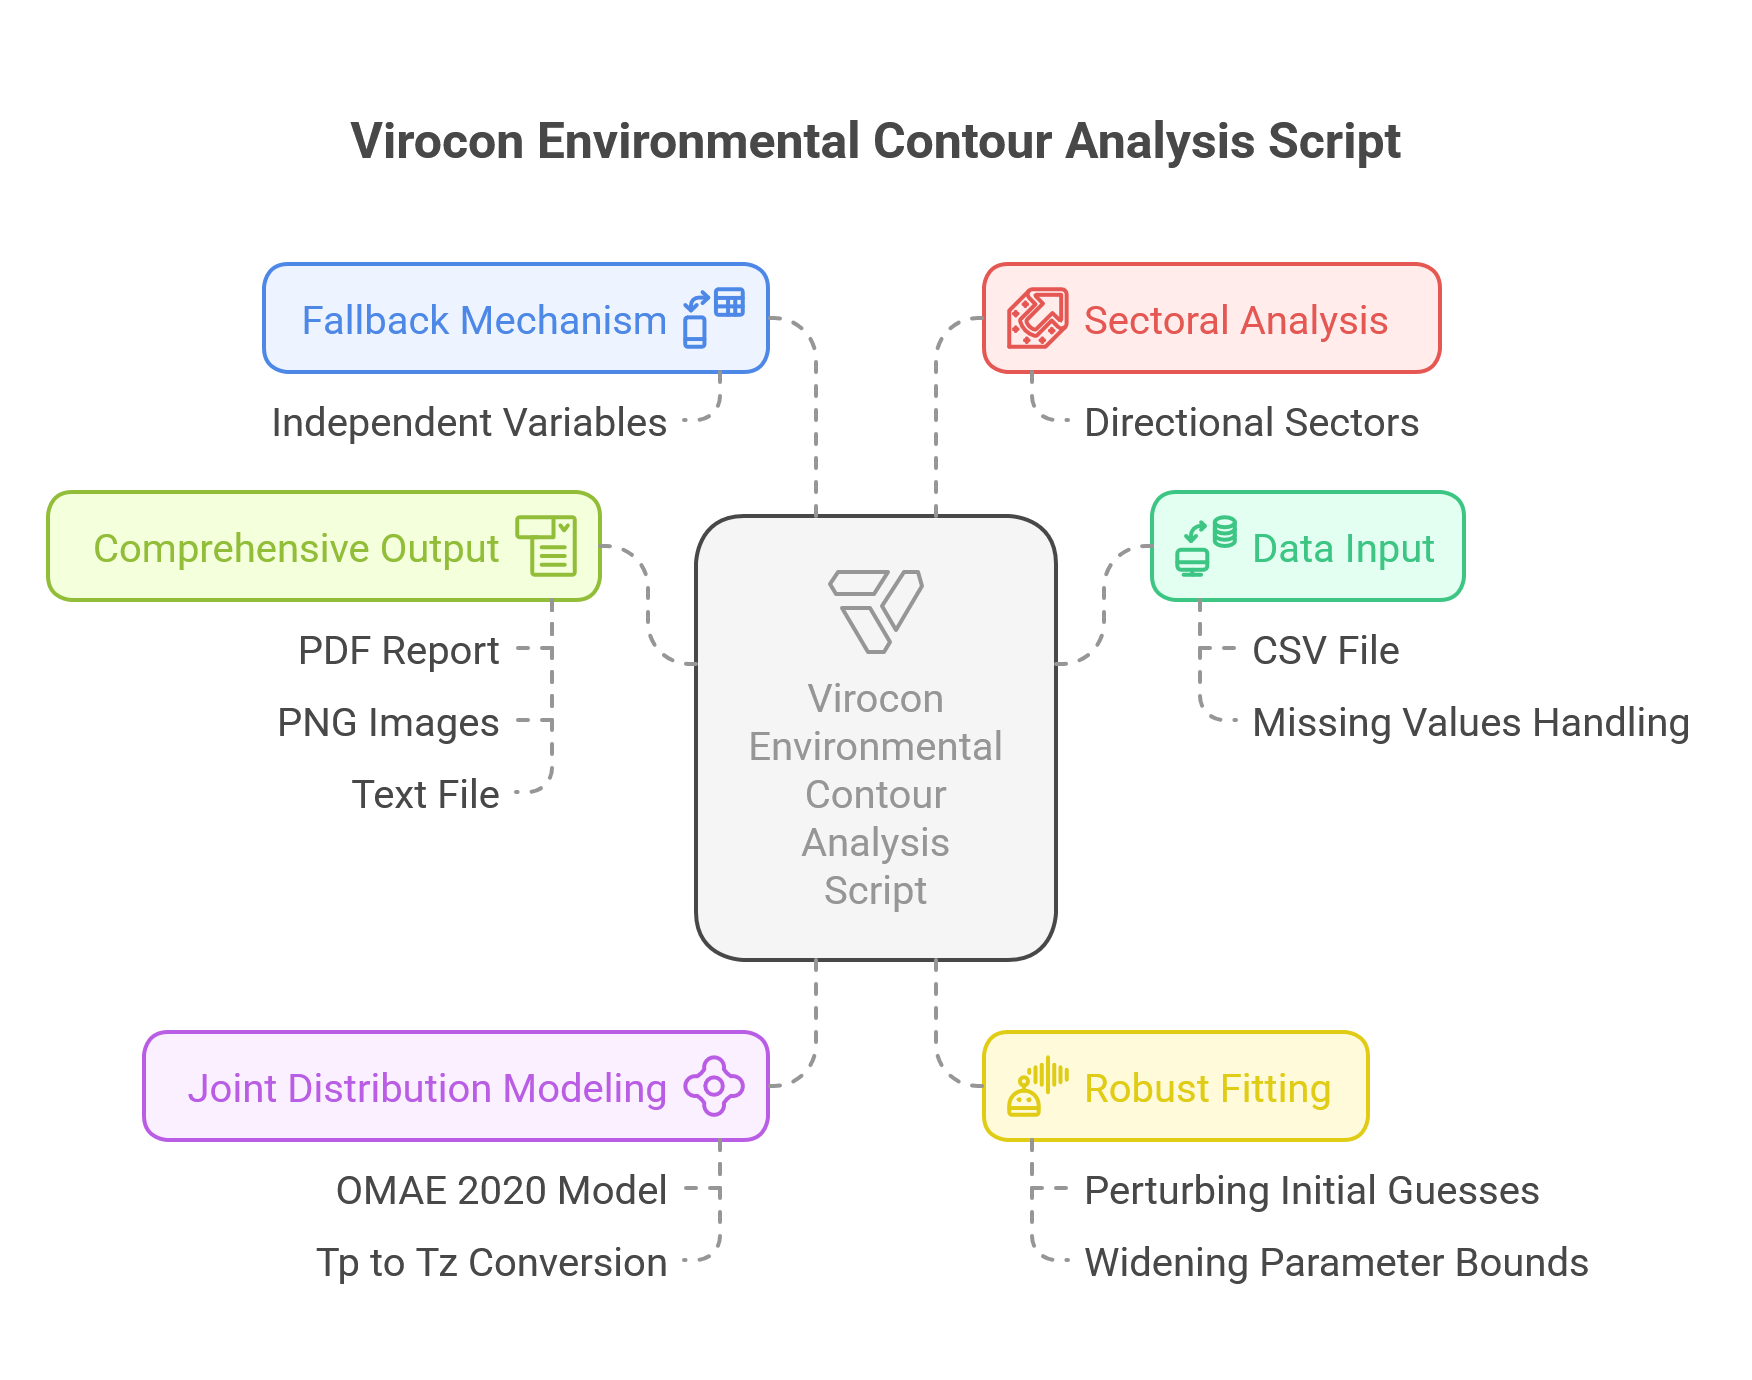 Virocon Environmental Contour Analysis Script
Fallback Mechanism
Independent Variables
Sectoral Analysis
Directional Sectors
Comprehensive Output
PDF Report
PNG Images
Text File
Virocon
Environmental
Contour
Analysis
Script
Data Input
CSV File
Missing Values Handling
Joint Distribution Modeling
OMAE 2020 Model
Tp to Tz Conversion
Robust Fitting
Perturbing Initial Guesses
Widening Parameter Bounds